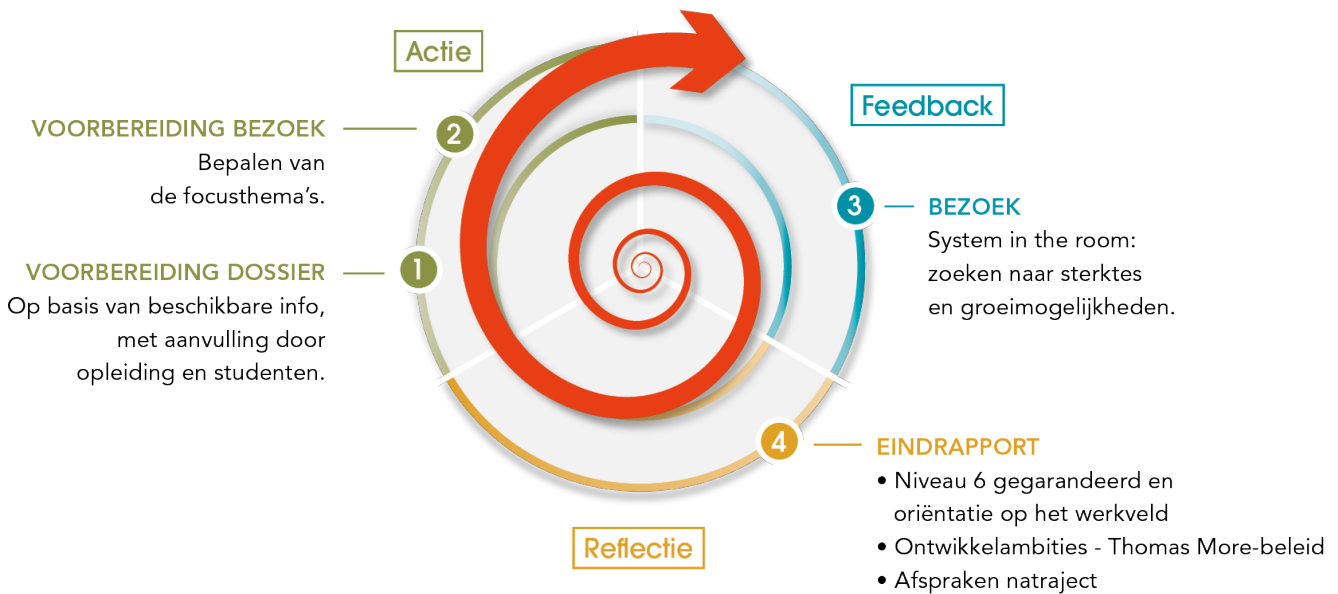 Actie
2
VOORBEREIDING BEZOEK
Bepalen van
de focusthema’s.
1
VOORBEREIDING DOSSIER
Op basis van beschikbare info,
met aanvulling door
opleiding en studenten.
Feedback
3
BEZOEK
System in the room:
zoeken naar sterktes
en groeimogelijkheden.
4
EINDRAPPORT
• Niveau 6 gegarandeerd en
oriëntatie op het werkveld
• Ontwikkelambities - Thomas More-beleid
• Afspraken natraject
Reflectie